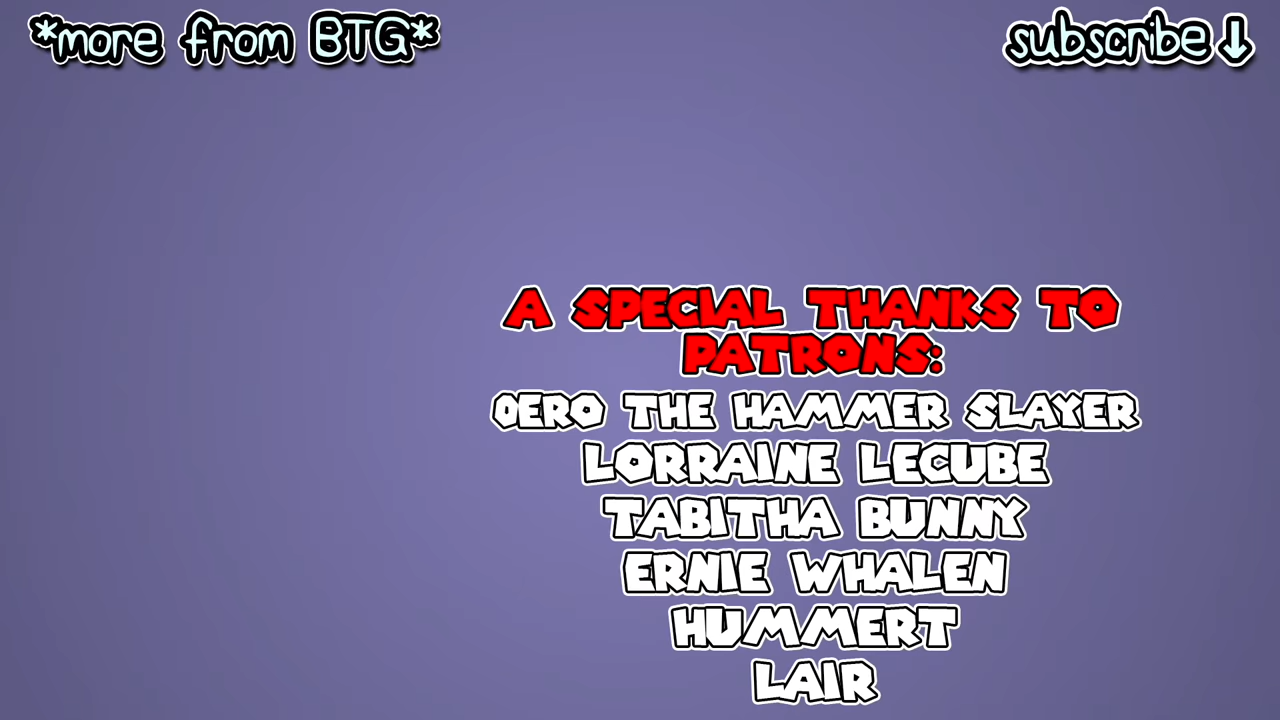 *more from BTG*
subscribe↓
A SPECIAL THANKS TO
PATRONS:
OERO THE HAMMER SLAYER
LORRAINE LECUBE
TABITHA BUNNY
ERNIE WHALEN
HUMMERT
LAIR